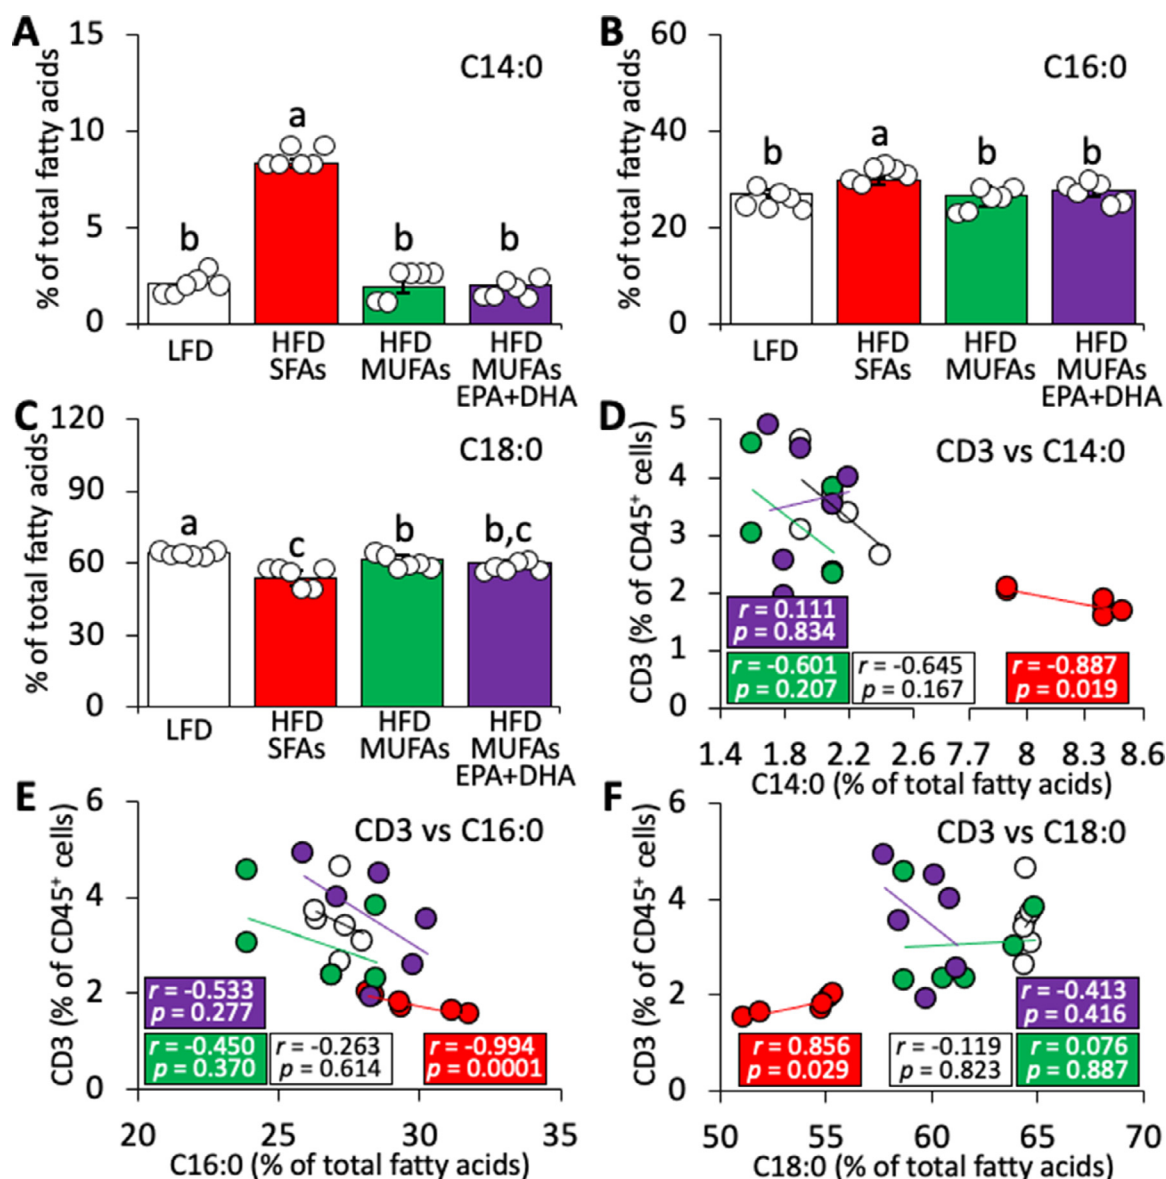 A
15
10
5
0
% of total fatty acids
C14:0
b
a
b
b
LFD
HFD
SFAs
HFD
MUFAs
HFD
MUFAs
EPA+DHA
B
60
40
20
0
% of total fatty acids
C16:0
b
a
b
b
LFD
HFD
SFAs
HFD
MUFAs
HFD
MUFAs
EPA+DHA
C
120
90
60
30
0
% of total fatty acids
C18:0
a
c
b
b,c
LFD
HFD
SFAs
HFD
MUFAs
HFD
MUFAs
EPA+DHA
D
5
4
3
2
1
0
CD3 (% of CD45⁺ cells)
CD3 vs C14:0
r = 0.111
p = 0.834
r = -0.601
p = 0.207
r = -0.645
p = 0.167
r = -0.887
p = 0.019
1.4 1.8 2.2 2.6 7.7 8 8.3 8.6
C14:0 (% of total fatty acids)
E
6
4
2
0
CD3 (% of CD45⁺ cells)
CD3 vs C16:0
r = -0.533
p = 0.277
r = -0.450
p = 0.370
r = -0.263
p = 0.614
r = -0.994
p = 0.0001
20 25 30 35
C16:0 (% of total fatty acids)
F
6
4
2
0
CD3 (% of CD45⁺ cells)
CD3 vs C18:0
r = -0.413
p = 0.416
r = 0.856
p = 0.029
r = -0.119
p = 0.823
r = 0.076
p = 0.887
50 55 60 65 70
C18:0 (% of total fatty acids)